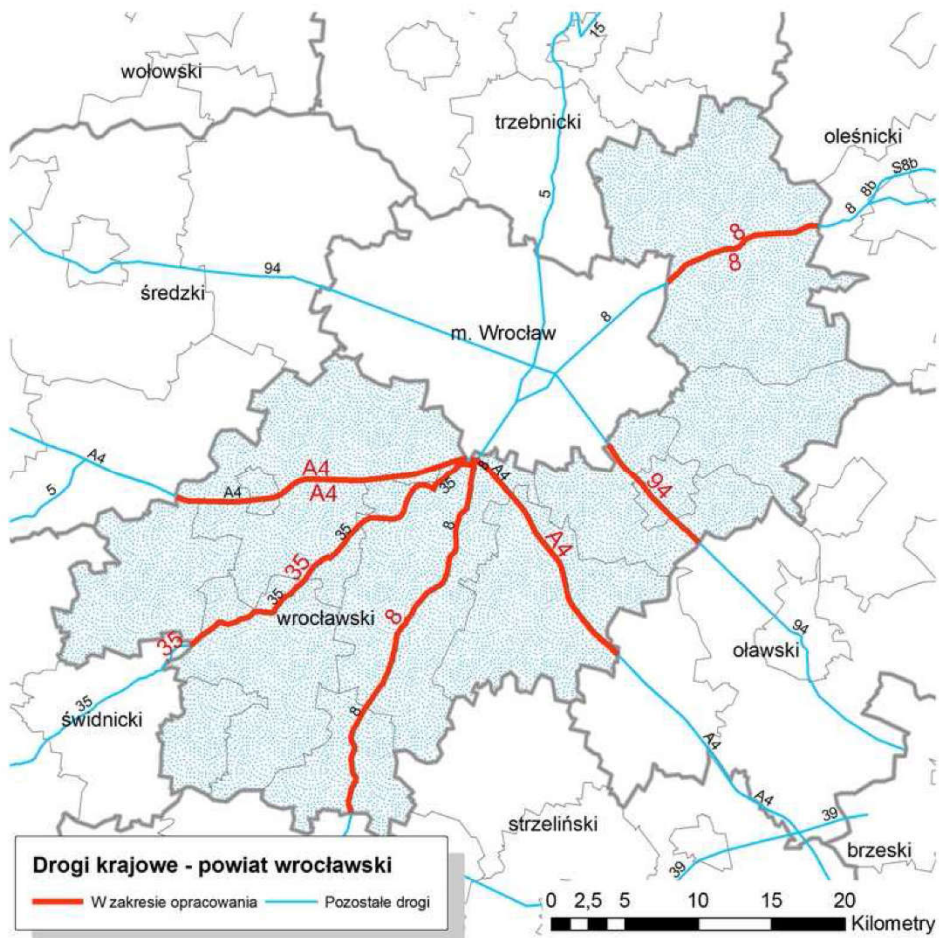 15
wołowski
trzebnicki
oleśnicki
S8b
8b
8
5
8
8
94
średzki
8
m. Wrocław
A4
5
A4
A4
A4
35
8
A4
94
35
8
A4
35
35
wrocławski
8
35
94
oławski
35
świdnicki
8
A4
A4
39
strzeliński
39
brzeski
Drogi krajowe - powiat wrocławski
W zakresie opracowania
Pozostałe drogi
0 2,5 5 10 15 20
Kilometry